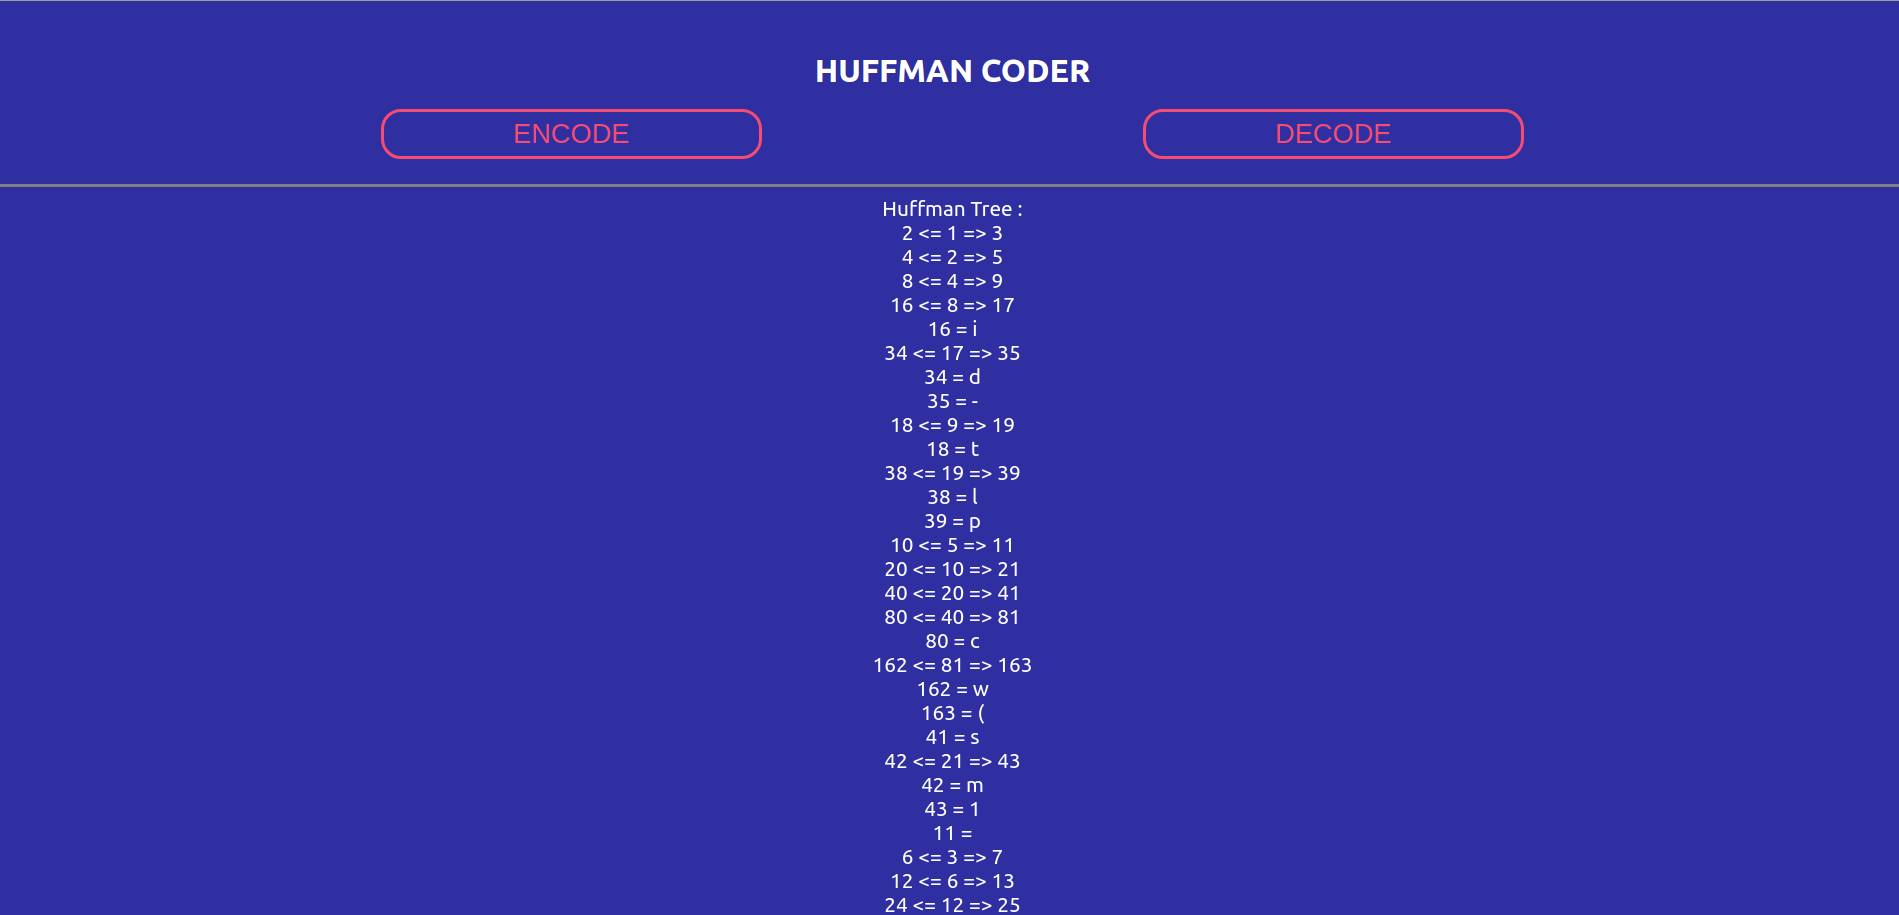 HUFFMAN CODER
ENCODE DECODE
Huffman Tree :
2 <= 1 => 3
4 <= 2 => 5
8 <= 4 => 9
16 <= 8 => 17
16 = i
34 <= 17 => 35
34 = d
35 = -
18 <= 9 => 19
18 = t
38 <= 19 => 39
38 = l
39 = p
10 <= 5 => 11
20 <= 10 => 21
40 <= 20 => 41
80 <= 40 => 81
80 = c
162 <= 81 => 163
162 = w
163 = (
41 = s
42 <= 21 => 43
42 = m
43 = 1
11 =
6 <= 3 => 7
12 <= 6 => 13
24 <= 12 => 25